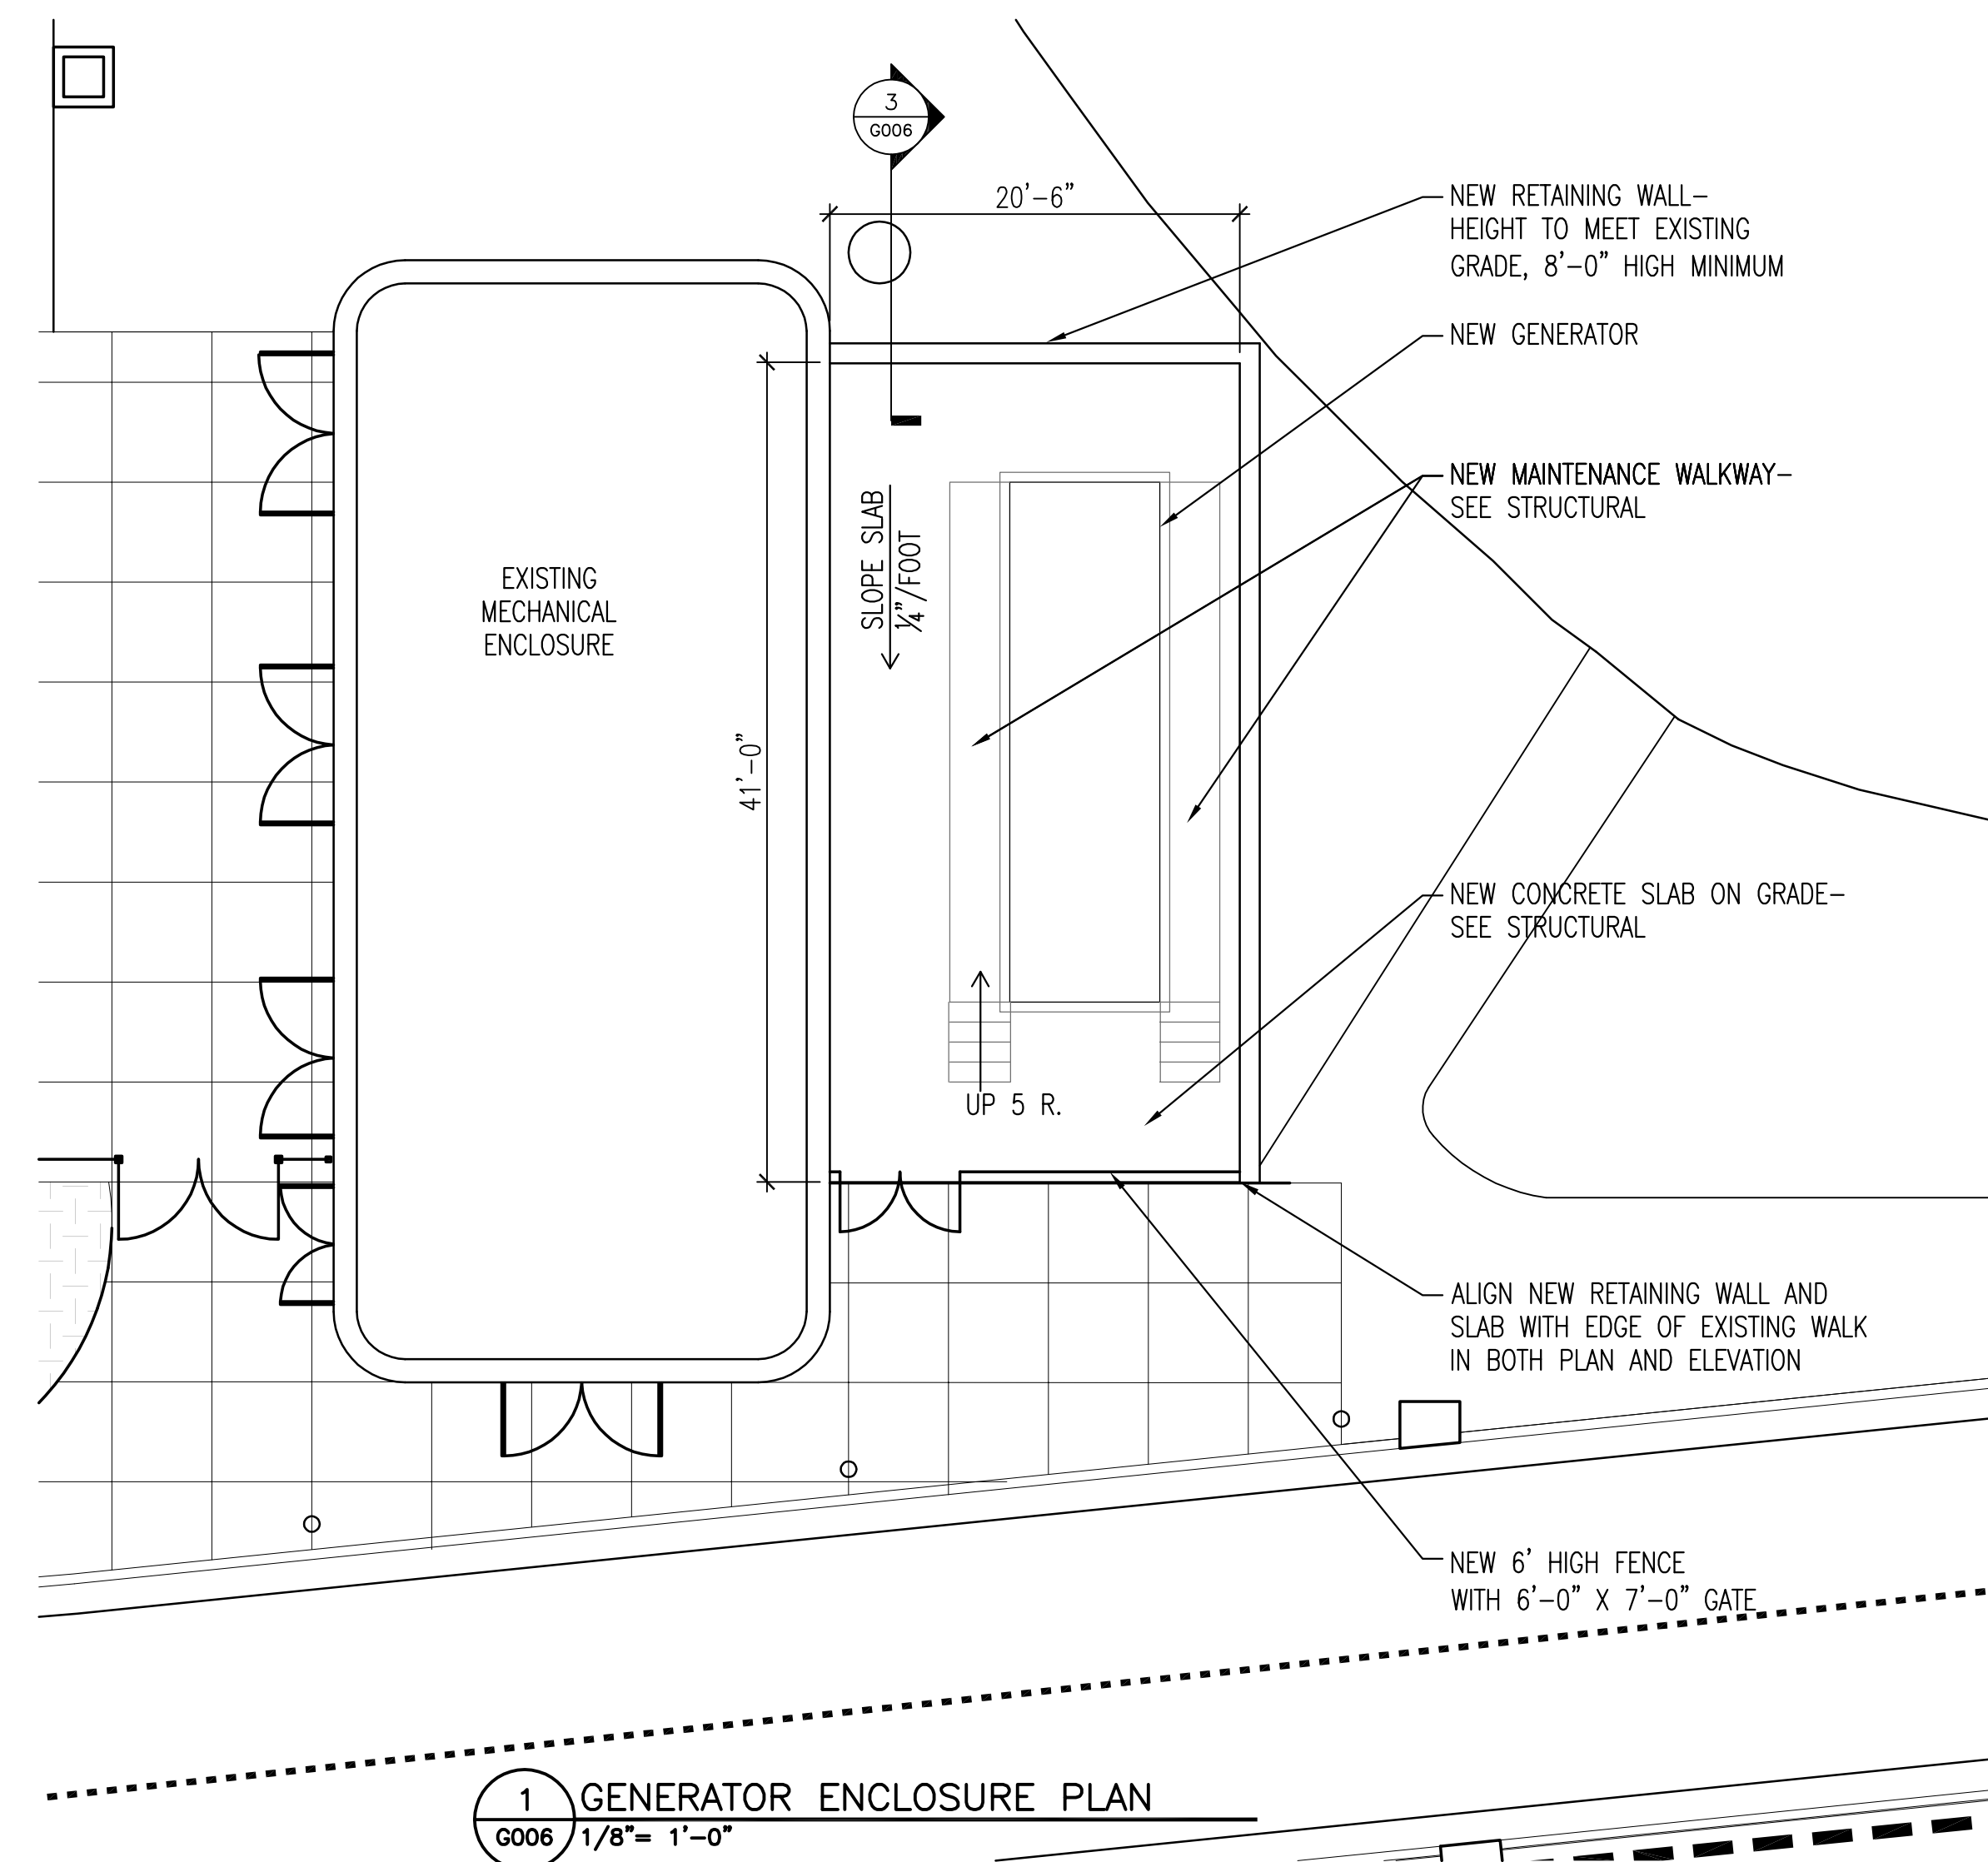 3
G006
20'-6"
NEW RETAINING WALL-
HEIGHT TO MEET EXISTING
GRADE, 8'-0" HIGH MINIMUM
NEW GENERATOR
NEW MAINTENANCE WALKWAY-
SEE STRUCTURAL
SLOPE SLAB
¼"/FOOT
EXISTING
MECHANICAL
ENCLOSURE
41'-0"
NEW CONCRETE SLAB ON GRADE-
SEE STRUCTURAL
UP 5 R.
ALIGN NEW RETAINING WALL AND
SLAB WITH EDGE OF EXISTING WALK
IN BOTH PLAN AND ELEVATION
NEW 6' HIGH FENCE
WITH 6'-0" X 7'-0" GATE
1
G006
GENERATOR ENCLOSURE PLAN
1/8"= 1'-0"